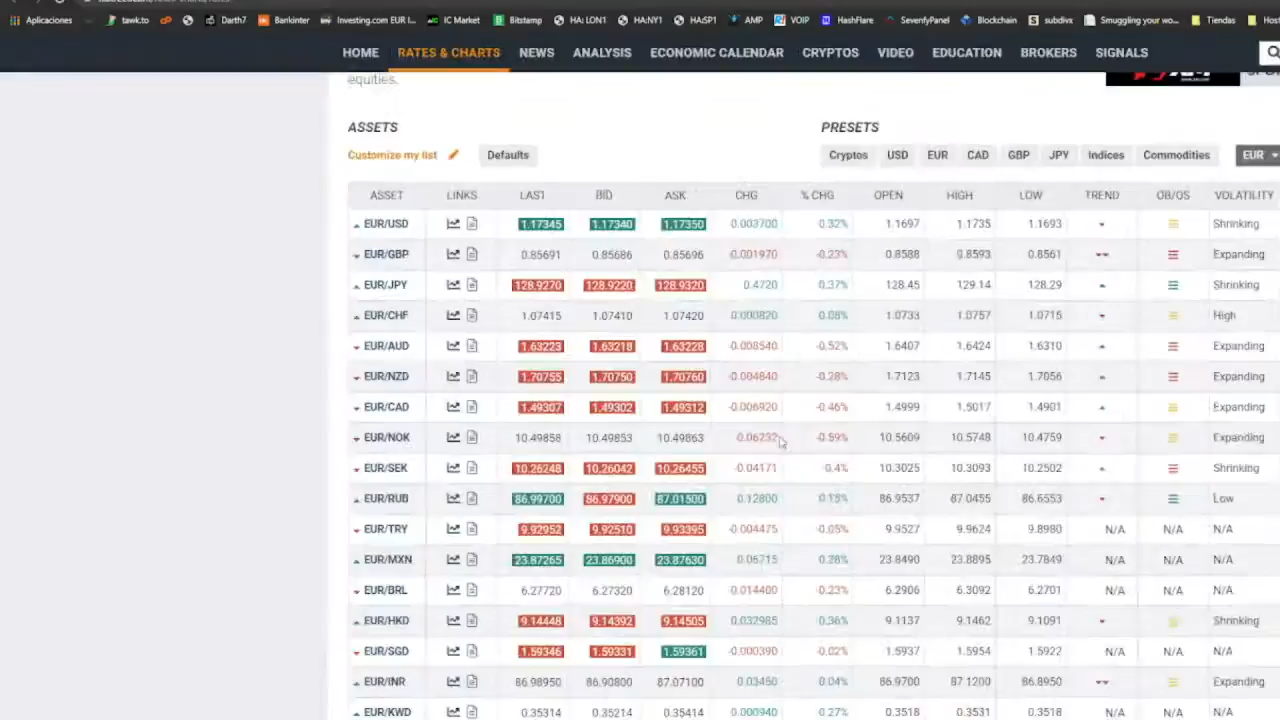 Aplicaciones tawk.to Darth7 Bankinter Investing.com EUR I... IC Market Bitstamp HA:LON1 HA:NY1 HASP1 AMP VOIP HashFlare SevenfyPanel Blockchain subdivx Smuggling your wo... Tiendas
HOME RATES & CHARTS NEWS ANALYSIS ECONOMIC CALENDAR CRYPTOS VIDEO EDUCATION BROKERS SIGNALS
equities.
ASSETS PRESETS
Customize my list Defaults Cryptos USD EUR CAD GBP JPY Indices Commodities EUR
ASSET LINKS LAST BID ASK CHG % CHG OPEN HIGH LOW TREND OB/OS VOLATILITY
EUR/USD 1.17345 1.17340 1.17350 0.003700 0.32% 1.1697 1.1735 1.1693 Shrinking
EUR/GBP 0.85691 0.85686 0.85696 -0.001970 -0.23% 0.8588 0.8593 0.8561 Expanding
EUR/JPY 128.9270 128.9220 128.9320 0.4720 0.37% 128.45 129.14 128.29 Shrinking
EUR/CHF 1.07415 1.07410 1.07420 0.000820 0.08% 1.0733 1.0757 1.0715 High
EUR/AUD 1.63223 1.63218 1.63228 -0.008540 -0.52% 1.6407 1.6424 1.6310 Expanding
EUR/NZD 1.70755 1.70750 1.70760 -0.004840 -0.28% 1.7123 1.7145 1.7056 Expanding
EUR/CAD 1.49307 1.49302 1.49312 -0.006920 -0.46% 1.4999 1.5017 1.4901 Expanding
EUR/NOK 10.49858 10.49853 10.49863 -0.06232 -0.59% 10.5609 10.5748 10.4759 Expanding
EUR/SEK 10.26248 10.26042 10.26455 -0.04171 -0.4% 10.3025 10.3093 10.2502 Shrinking
EUR/RUB 86.99700 86.97900 87.01500 0.12800 0.15% 86.9537 87.0455 86.6553 Low
EUR/TRY 9.92952 9.92510 9.93395 -0.004475 -0.05% 9.9527 9.9624 9.8980 N/A N/A N/A
EUR/MXN 23.87265 23.86900 23.87630 0.06715 0.28% 23.8490 23.8895 23.7849 N/A N/A N/A
EUR/BRL 6.27720 6.27320 6.28120 -0.014400 -0.23% 6.2906 6.3092 6.2701 N/A N/A N/A
EUR/HKD 9.14448 9.14392 9.14505 0.032985 0.36% 9.1137 9.1462 9.1091 Shrinking
EUR/SGD 1.59346 1.59331 1.59361 -0.000390 -0.02% 1.5937 1.5954 1.5922 N/A N/A N/A
EUR/INR 86.98950 86.90800 87.07100 0.03450 0.04% 86.9700 87.1200 86.8950 Expanding
EUR/KWD 0.35314 0.35214 0.35414 0.000940 0.27% 0.3518 0.3531 0.3518 N/A N/A N/A